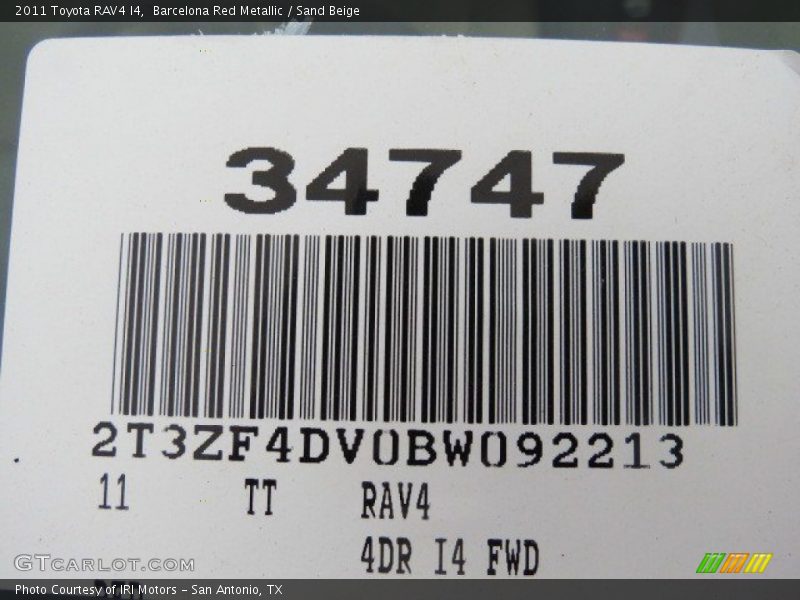 2011 Toyota RAV4 I4,  Barcelona Red Metallic / Sand Beige
34747
2T3ZF4DV0BW092213
11 TT RAV4
4DR I4 FWD
GTCARLOT.COM
Photo Courtesy of IRI Motors – San Antonio, TX